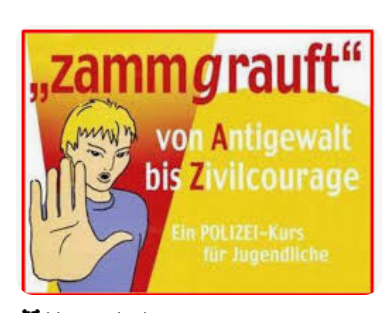 „zammgrauft“
von Antigewalt
bis Zivilcourage
Ein POLIZEI-Kurs
für Jugendliche